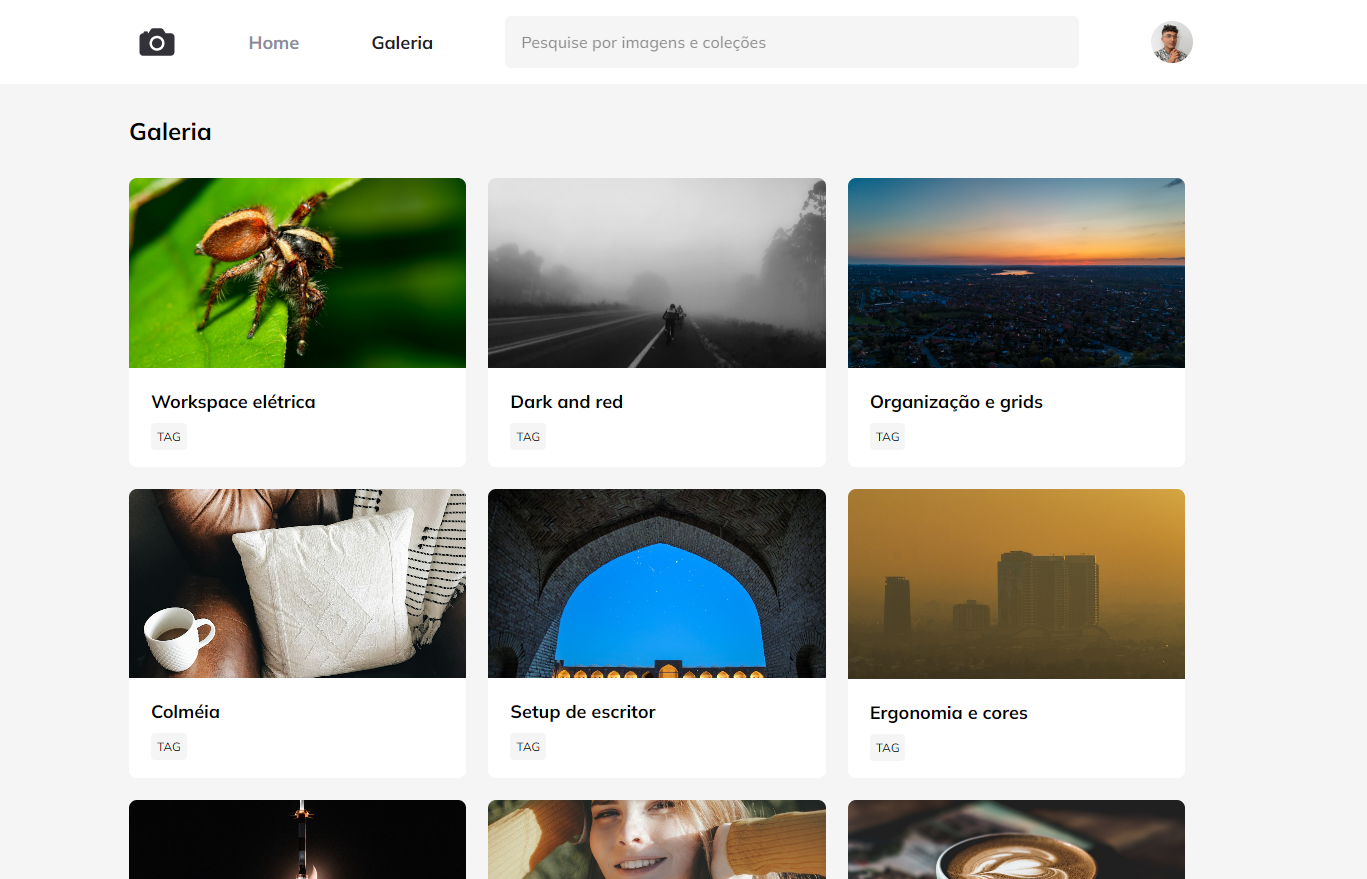 Home
Galeria
Pesquise por imagens e coleções
Galeria
Workspace elétrica
TAG
Dark and red
TAG
Organização e grids
TAG
Colméia
TAG
Setup de escritor
TAG
Ergonomia e cores
TAG